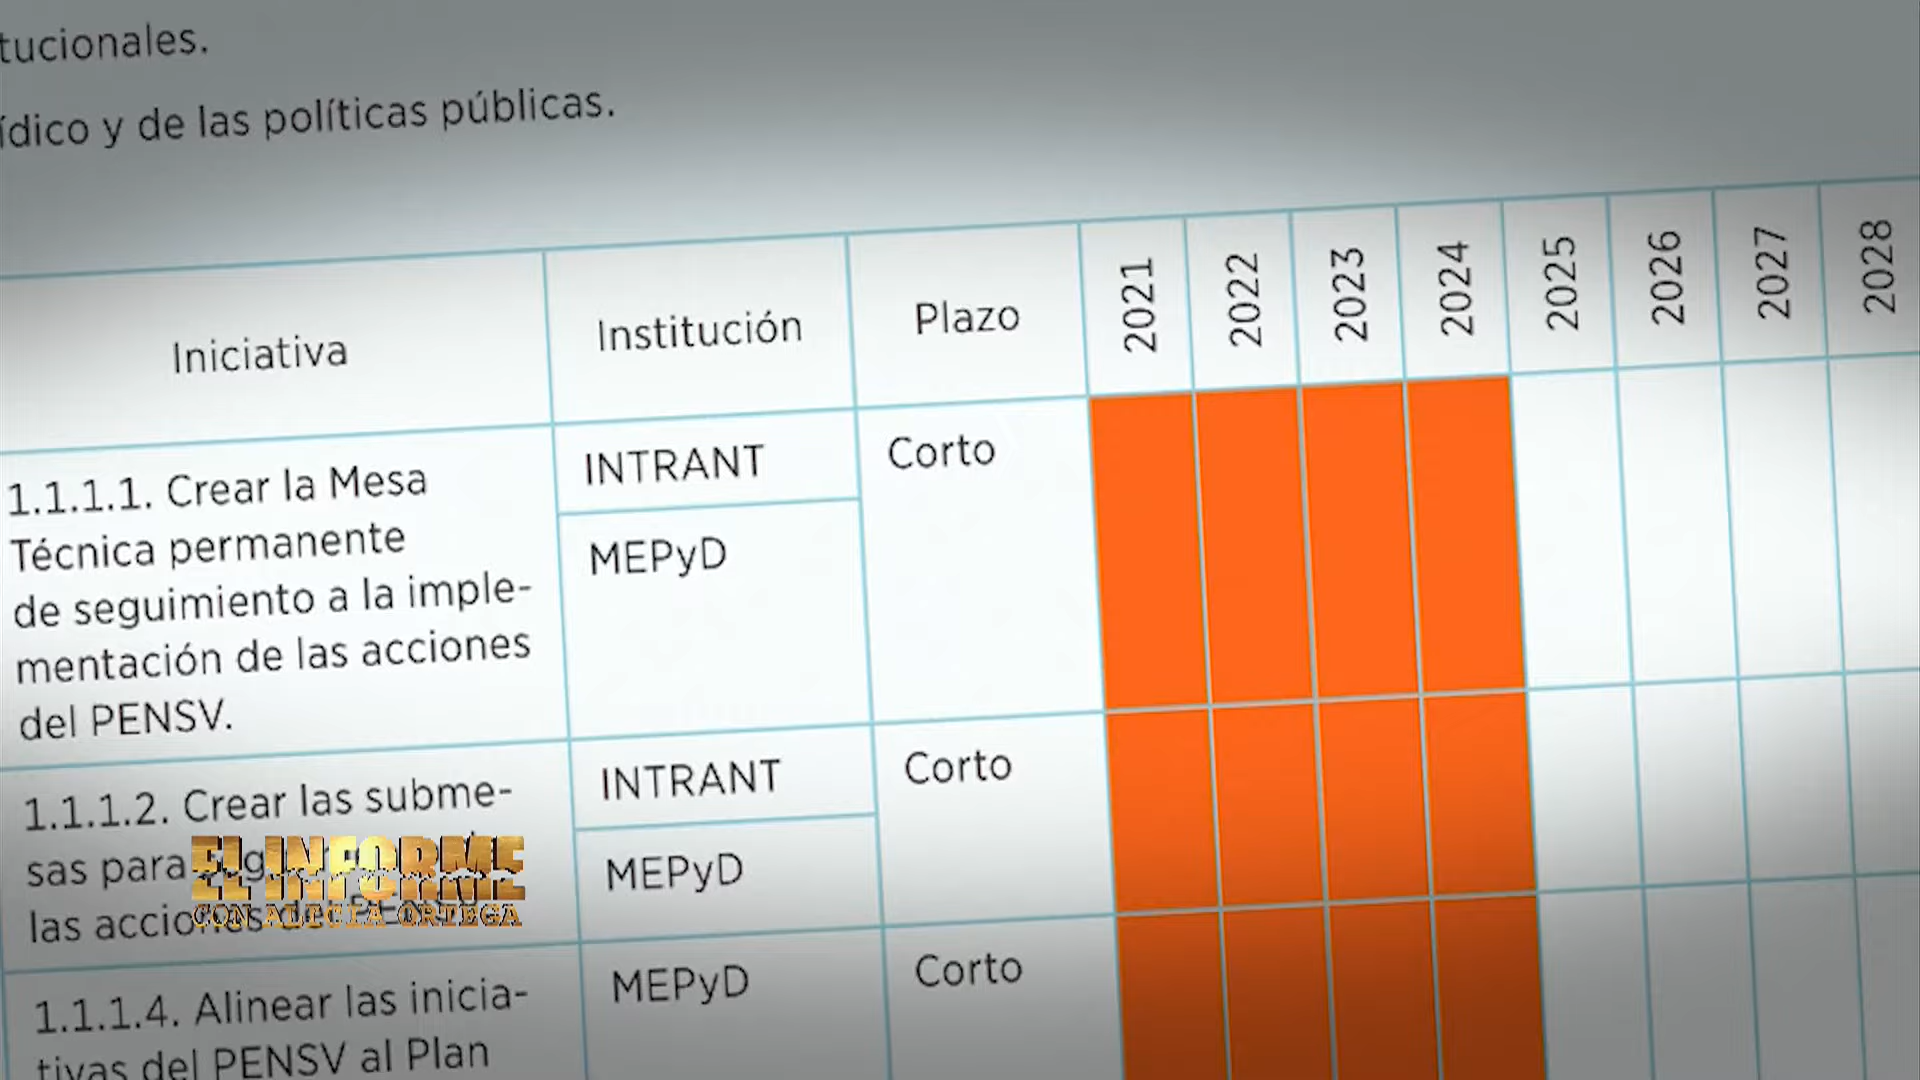 tucionales.
ídico y de las políticas públicas.
Iniciativa
Institución
Plazo
2021
2022
2023
2024
2025
2026
2027
2028
1.1.1.1. Crear la Mesa
Técnica permanente
de seguimiento a la imple-
mentación de las acciones
del PENSV.
INTRANT
MEPyD
Corto
1.1.1.2. Crear las subme-
sas para
las acciones del PENSV.
INTRANT
MEPyD
Corto
1.1.1.4. Alinear las inicia-
tivas del PENSV al Plan
MEPyD
Corto
EL INFORME
CON ALICIA ORTEGA